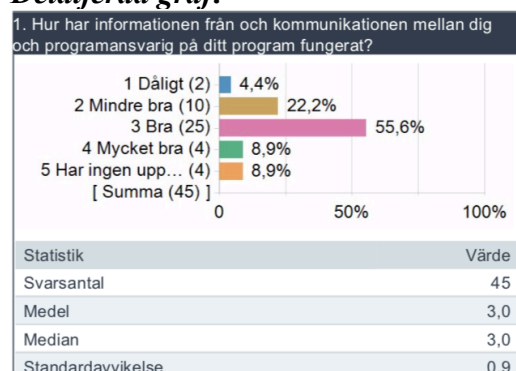 Detaljerad graf:
1. Hur har informationen från och kommunikationen mellan dig
och programansvarig på ditt program fungerat?
1 Dåligt (2) 4,4%
2 Mindre bra (10) 22,2%
3 Bra (25) 55,6%
4 Mycket bra (4) 8,9%
5 Har ingen upp... (4) 8,9%
[ Summa (45) ]
0 50% 100%
Statistik Värde
Svarsantal 45
Medel 3,0
Median 3,0
Standardavvikelse 0,9